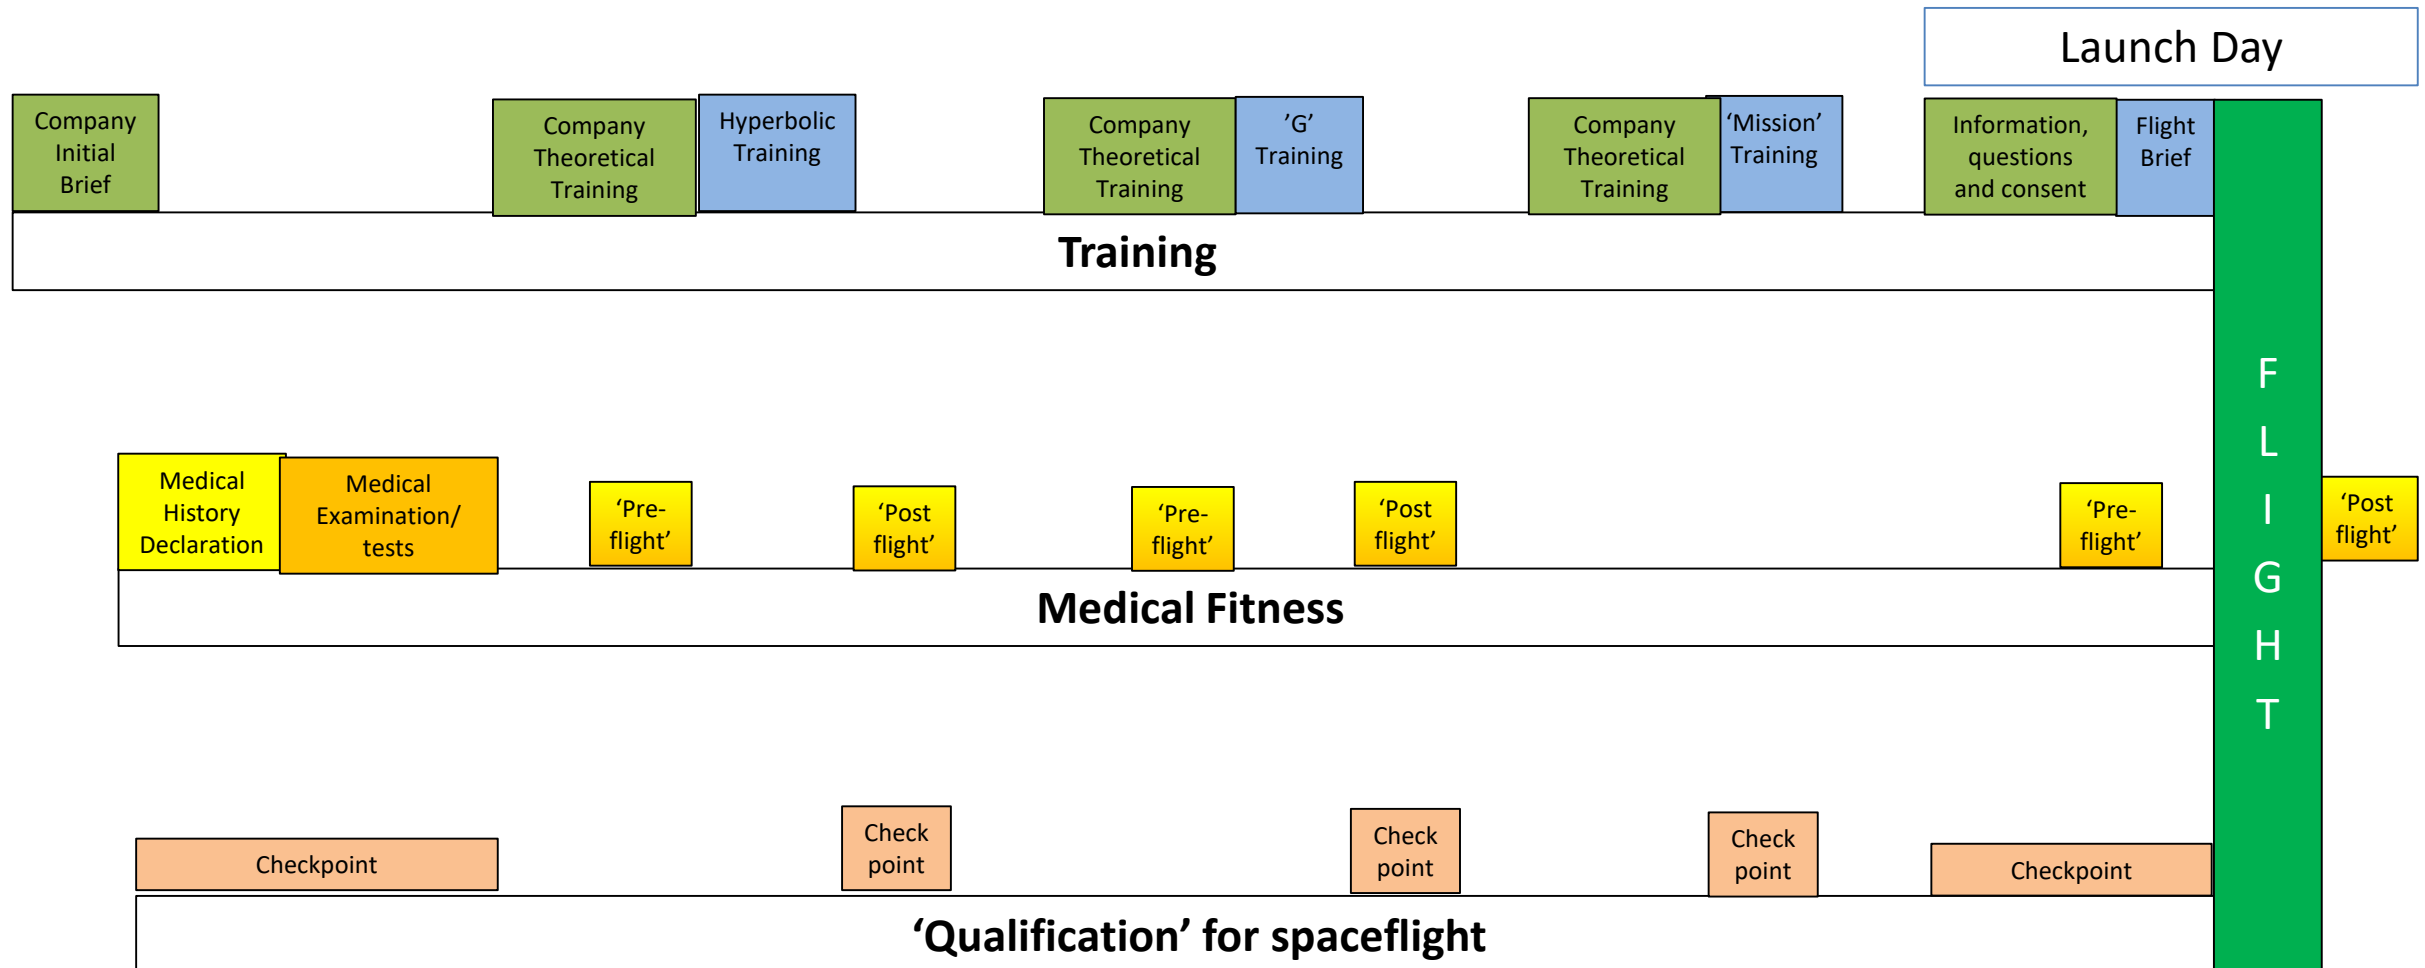 Launch Day
Company
Initial
Brief
Company
Theoretical
Training
Hyperbolic
Training
Company
Theoretical
Training
’G’
Training
Company
Theoretical
Training
‘Mission’
Training
Information,
questions
and consent
Flight
Brief
Training
F
L
I
G
H
T
Medical
History
Declaration
Medical
Examination/
tests
‘Pre-
flight’
‘Post
flight’
‘Pre-
flight’
‘Post
flight’
‘Pre-
flight’
‘Post
flight’
Medical Fitness
Checkpoint
Check
point
Check
point
Check
point
Checkpoint
‘Qualification’ for spaceflight